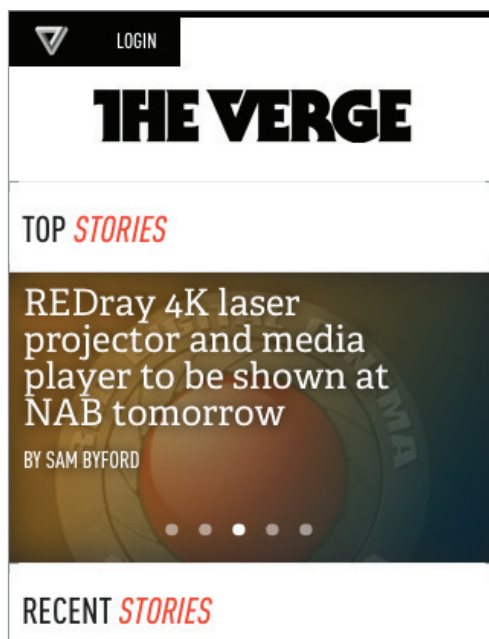 LOGIN
THE VERGE
TOP STORIES
REDray 4K laser
projector and media
player to be shown at
NAB tomorrow
BY SAM BYFORD
RECENT STORIES